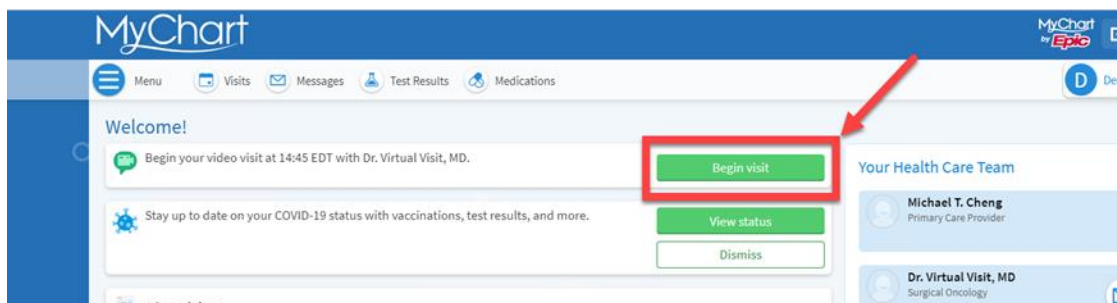 MyChart
MyChart
by Epic
Menu Visits Messages Test Results Medications
D
Welcome!
Begin your video visit at 14:45 EDT with Dr. Virtual Visit, MD.
Begin visit
Stay up to date on your COVID-19 status with vaccinations, test results, and more.
View status
Dismiss
Your Health Care Team
Michael T. Cheng
Primary Care Provider
Dr. Virtual Visit, MD
Surgical Oncology